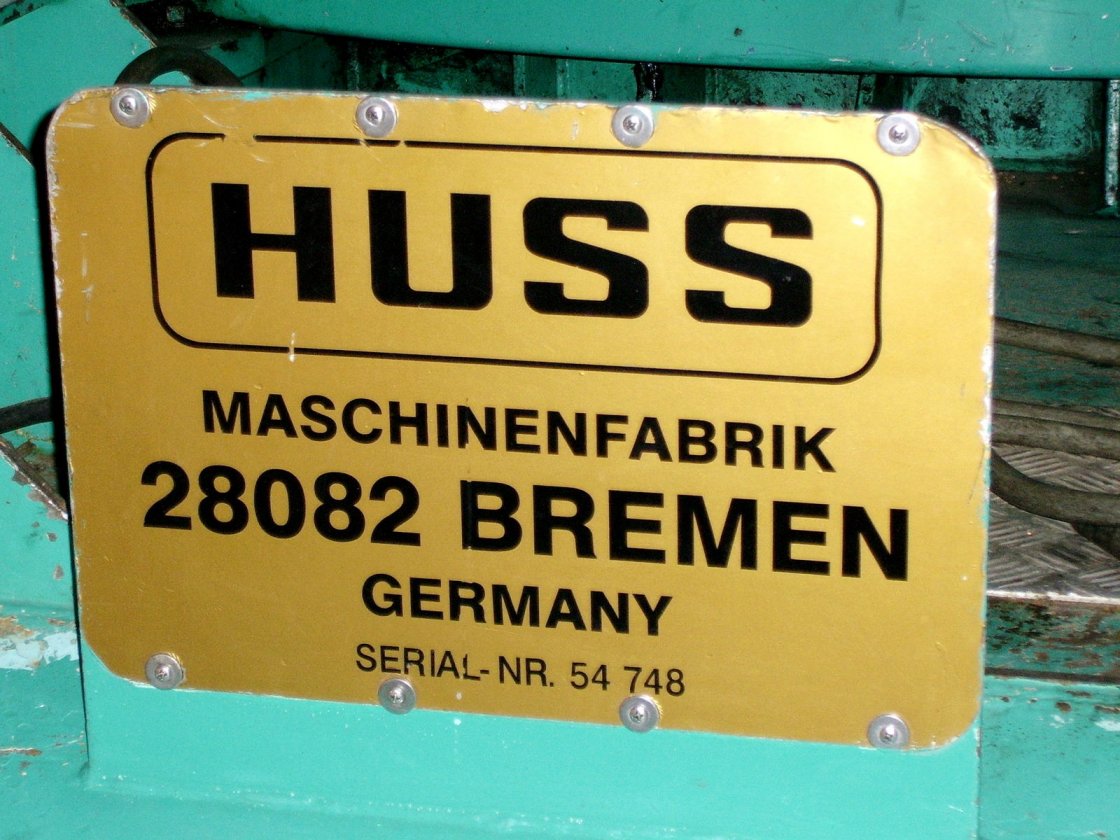 HUSS
MASCHINENFABRIK
28082 BREMEN
GERMANY
SERIAL-NR. 54 748